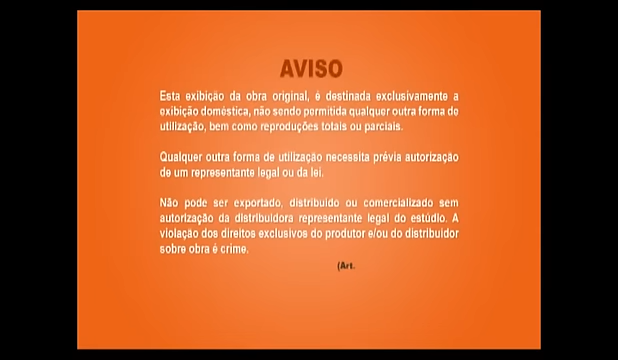 AVISO
Esta exibição da obra original, é destinada exclusivamente a
exibição doméstica, não sendo permitida qualquer outra forma de
utilização, bem como reproduções totais ou parciais.
Qualquer outra forma de utilização necessita prévia autorização
de um representante legal ou da lei.
Não pode ser exportado, distribuido ou comercializado sem
autorização da distribuidora representante legal do estúdio. A
violação dos direitos exclusivos do produtor e/ou do distribuidor
sobre obra é crime.
(Art.